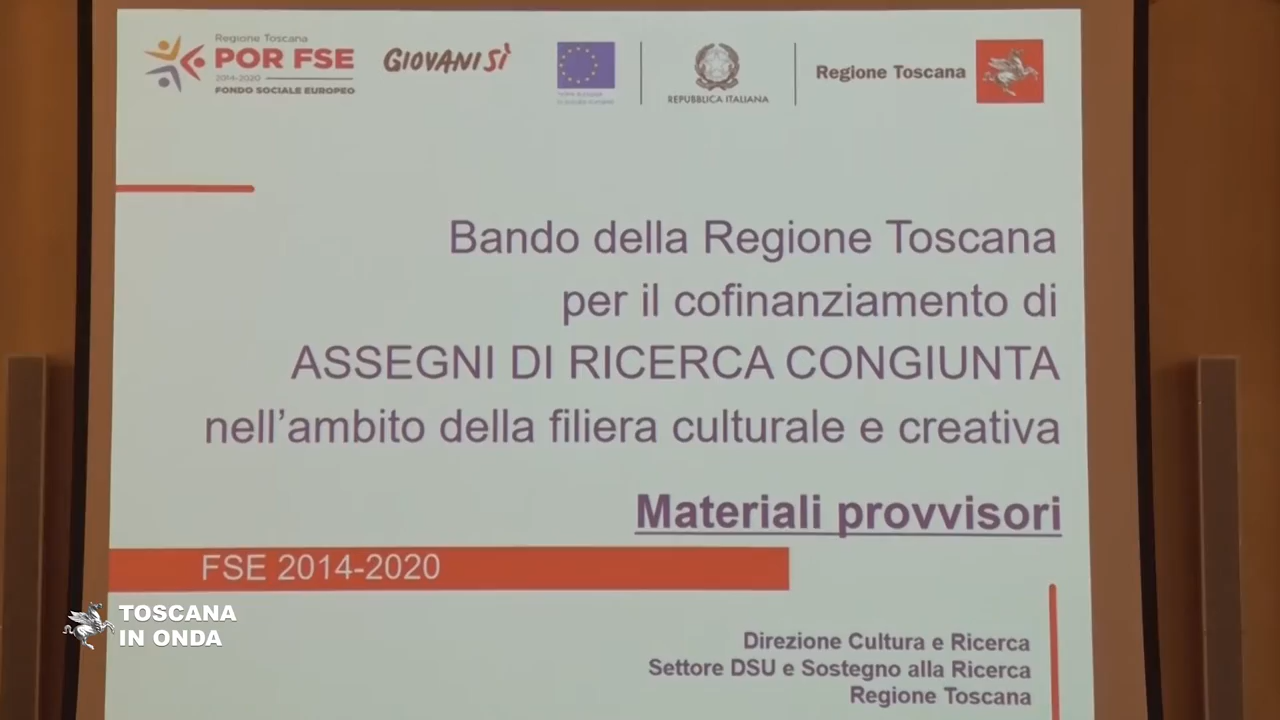 Regione Toscana
POR FSE
2014-2020
FONDO SOCIALE EUROPEO
GIOVANISÌ
REPUBBLICA ITALIANA
Regione Toscana
Bando della Regione Toscana
per il cofinanziamento di
ASSEGNI DI RICERCA CONGIUNTA
nell'ambito della filiera culturale e creativa
Materiali provvisori
FSE 2014-2020
TOSCANA
IN ONDA
Direzione Cultura e Ricerca
Settore DSU e Sostegno alla Ricerca
Regione Toscana